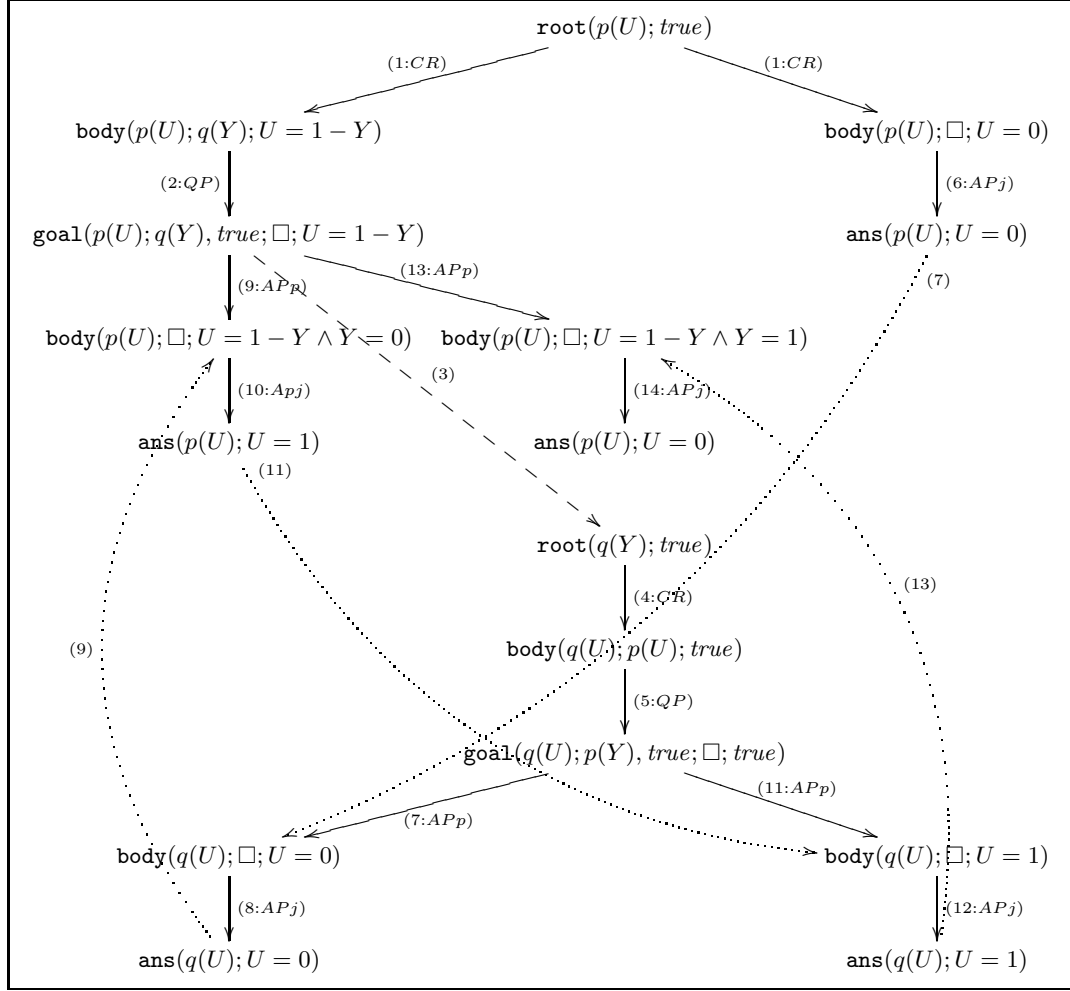 root(p(U); true)
(1:CR) (1:CR)
body(p(U); q(Y); U = 1 − Y) body(p(U); □; U = 0)
(2:QP) (6:APj)
goal(p(U); q(Y), true; □; U = 1 − Y) ans(p(U); U = 0)
(9:APp) (13:APp) (7)
body(p(U); □; U = 1 − Y ∧ Y = 0) body(p(U); □; U = 1 − Y ∧ Y = 1)
(3)
(10:Apj) (14:APj)
ans(p(U); U = 1) ans(p(U); U = 0)
(11)
root(q(Y); true)
(4:CR) (13)
(9) body(q(U); p(U); true)
(5:QP)
goal(q(U); p(Y), true; □; true)
(7:APp) (11:APp)
body(q(U); □; U = 0) body(q(U); □; U = 1)
(8:APj) (12:APj)
ans(q(U); U = 0) ans(q(U); U = 1)